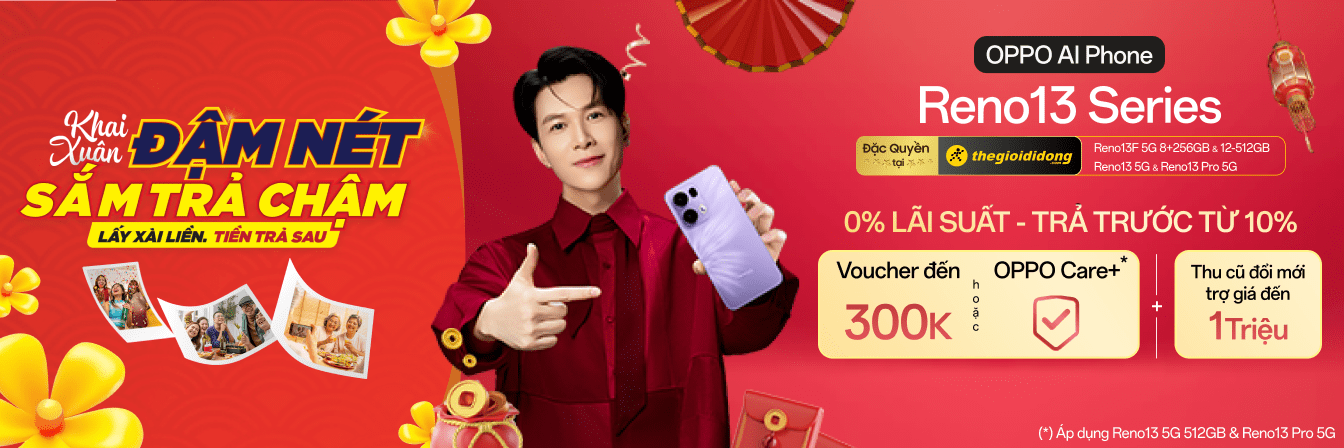 Khai
Xuân
ĐẬM NÉT
SẮM TRẢ CHẬM
LẤY XÀI LIỀN. TIỀN TRẢ SAU
OPPO AI Phone
Reno13 Series
Đặc Quyền
tại
thegioididong
.com
Reno13F 5G 8+256GB & 12-512GB
Reno13 5G & Reno13 Pro 5G
0% LÃI SUẤT - TRẢ TRƯỚC TỪ 10%
Voucher đến
300K
hoặc
OPPO Care+*
+
Thu cũ đổi mới
trợ giá đến
1Triệu
(*) Áp dụng Reno13 5G 512GB & Reno13 Pro 5G